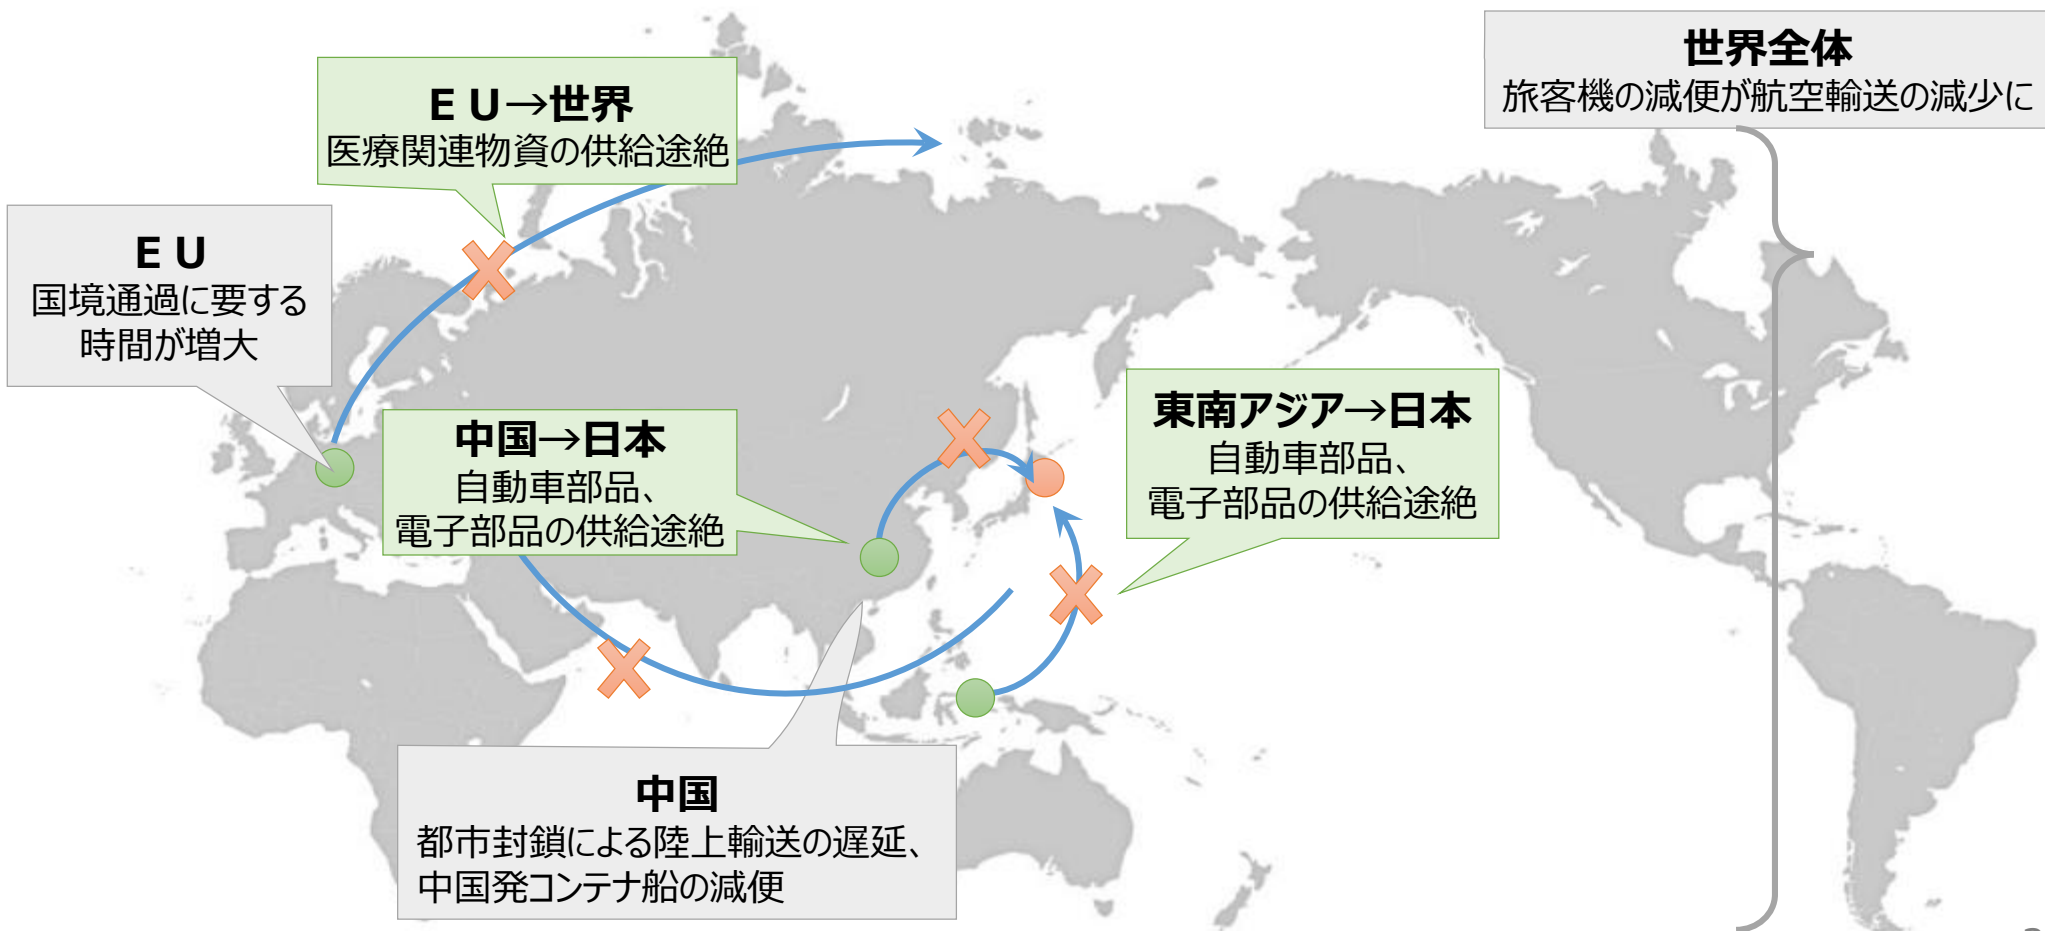 世界全体
旅客機の減便が航空輸送の減少に
ＥＵ→世界
医療関連物資の供給途絶
ＥＵ
国境通過に要する
時間が増大
中国→日本
自動車部品、
電子部品の供給途絶
東南アジア→日本
自動車部品、
電子部品の供給途絶
中国
都市封鎖による陸上輸送の遅延、
中国発コンテナ船の減便